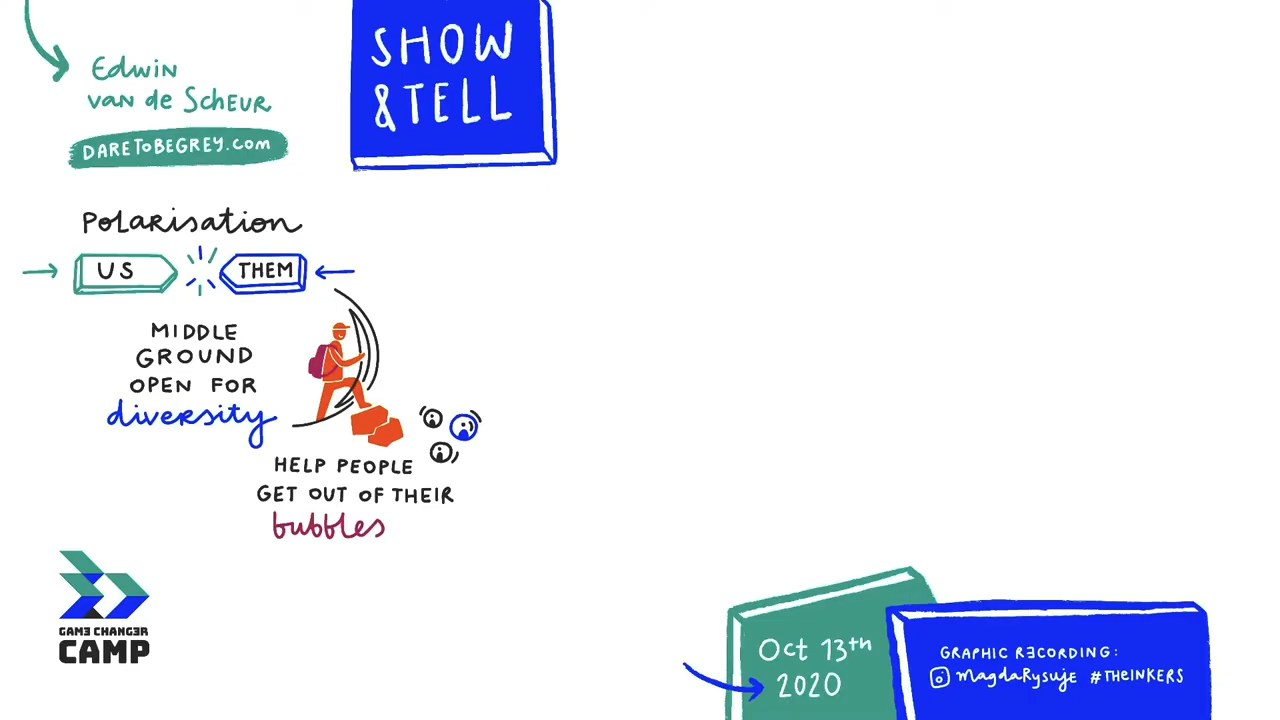 Edwin
van de Scheur
DARETOBEGREY.com
SHOW
&TELL
Polarisation
US
THEM
MIDDLE
GROUND
OPEN FOR
diversity
HELP PEOPLE
GET OUT OF THEIR
bubbles
GAME CHANGER
CAMP
Oct 13th
2020
GRAPHIC RECORDING:
MagdaRysuje #THEINKERS